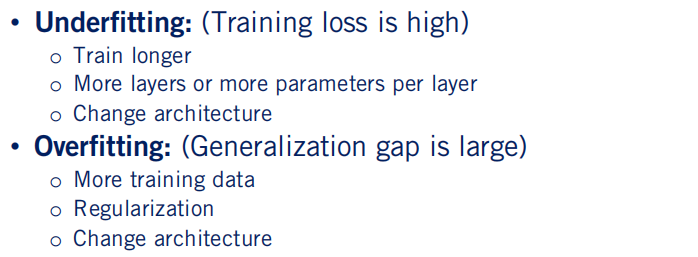 • Underfitting: (Training loss is high)
o Train longer
o More layers or more parameters per layer
o Change architecture
• Overfitting: (Generalization gap is large)
o More training data
o Regularization
o Change architecture